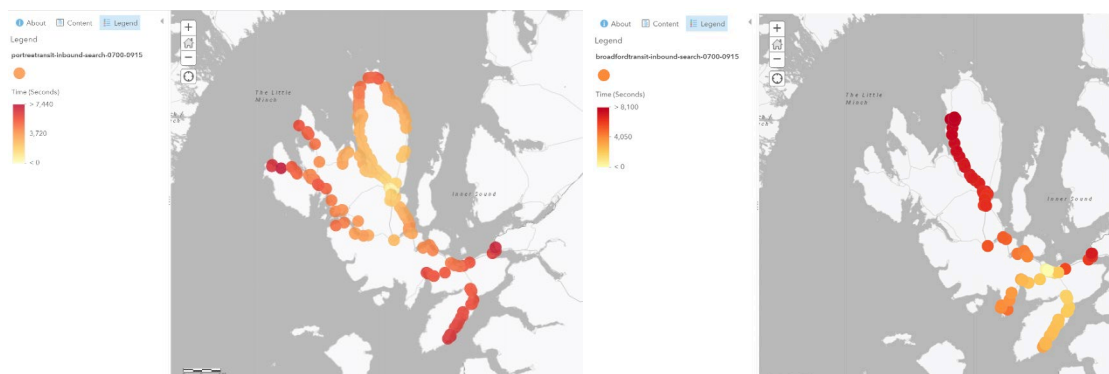 About Content Legend
Legend
portreetransit-inbound-search-0700-0915
Time (Seconds)
> 7,440
3,720
< 0
The Little
Minch
Inner Sound
About Content Legend
Legend
broadfordtransit-inbound-search-0700-0915
Time (Seconds)
> 8,100
4,050
< 0
The Little
Minch
Inner Sound